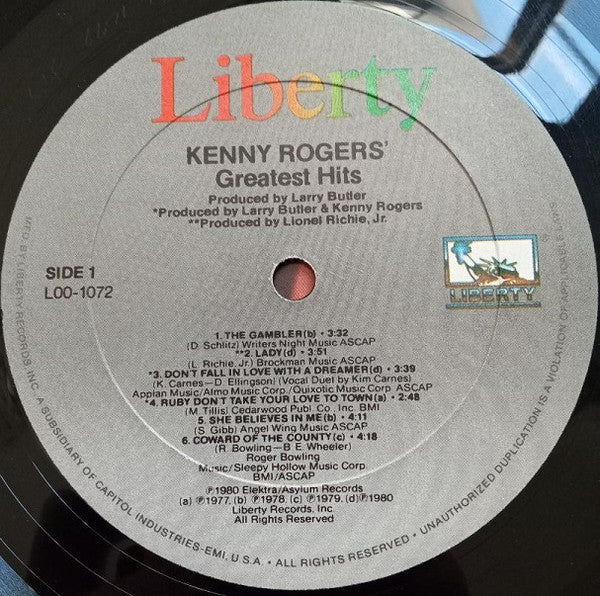 Liberty
KENNY ROGERS'
Greatest Hits
Produced by Larry Butler
*Produced by Larry Butler & Kenny Rogers
**Produced by Lionel Richie, Jr.
SIDE 1
LOO-1072
LIBERTY
1. THE GAMBLER(b) • 3:32
(D. Schlitz) Writers Night Music ASCAP
**2. LADY(d) • 3:51
(L. Richie, Jr.) Brockman Music ASCAP
*3. DON'T FALL IN LOVE WITH A DREAMER(d) • 3:39
(K. Carnes—D. Ellingson) (Vocal Duet by Kim Carnes)
Appian Music/Almo Music Corp./Quixotic Music Corp. ASCAP
*4. RUBY DON'T TAKE YOUR LOVE TO TOWN(a) • 2:48
(M. Tillis) Cedarwood Publ. Co., Inc. BMI
5. SHE BELIEVES IN ME(b) • 4:11
(S. Gibb) Angel Wing Music ASCAP
6. COWARD OF THE COUNTY(c) • 4:18
(R. Bowling—B. E. Wheeler)
Roger Bowling
Music/Sleepy Hollow Music Corp.
BMI/ASCAP
℗1980 Elektra/Asylum Records
(a) ℗1977, (b) ℗1978, (c) ℗1979, (d) ℗1980
Liberty Records, Inc.
All Rights Reserved
MFD. BY LIBERTY RECORDS, INC. A SUBSIDIARY OF CAPITOL INDUSTRIES-EMI, U.S.A. • ALL RIGHTS RESERVED • UNAUTHORIZED DUPLICATION IS A VIOLATION OF APPLICABLE LAWS